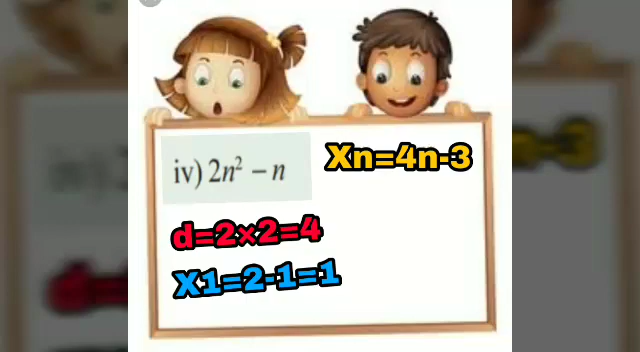 iv) 2n² – n
Xn=4n-3
d=2×2=4
X1=2-1=1